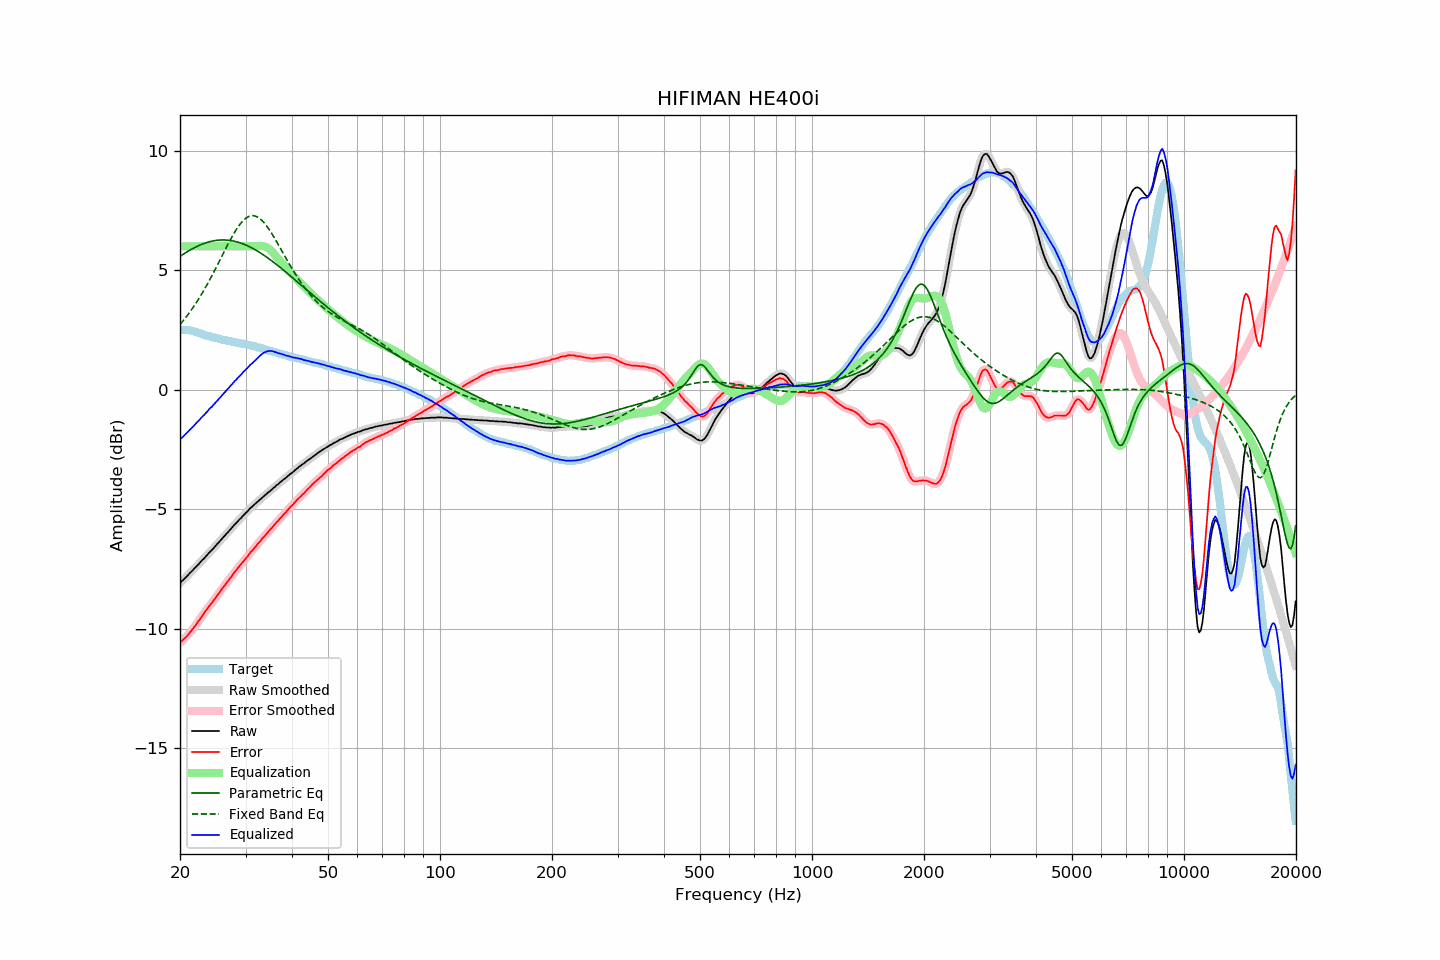 HIFIMAN HE400i
Amplitude (dBr)
10
5
0
−5
−10
−15
Target
Raw Smoothed
Error Smoothed
Raw
Error
Equalization
Parametric Eq
Fixed Band Eq
Equalized
20 50 100 200 500 1000 2000 5000 10000 20000
Frequency (Hz)